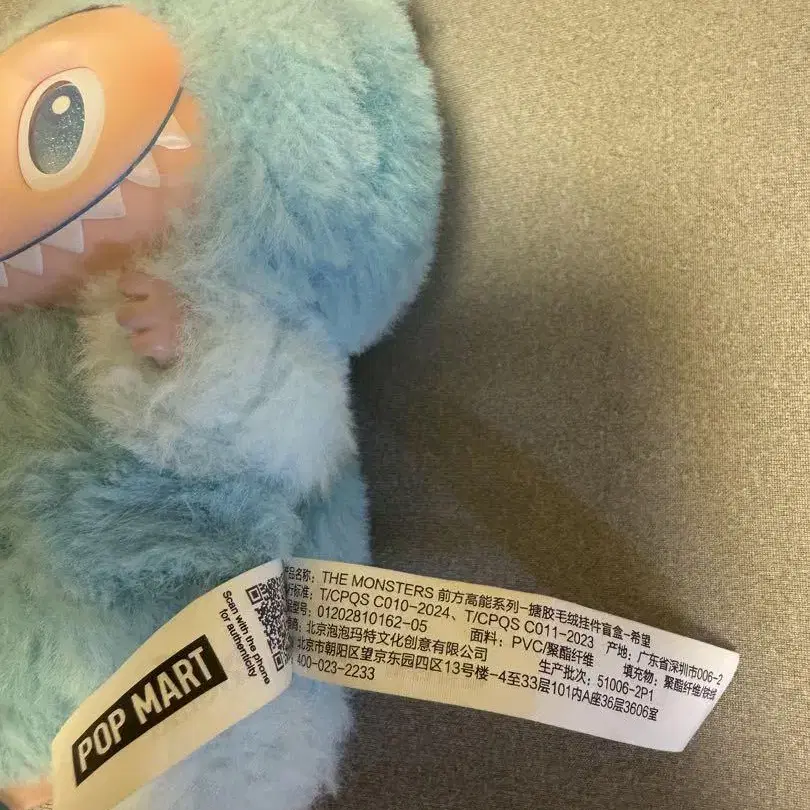 POP MART
Scan with the phone
for authenticity
产品名称：THE MONSTERS 前方高能系列-搪胶毛绒挂件盲盒-希望
行标准：T/CPQS C010-2024、T/CPQS C011-2023 产地：广东省深圳市006-2
型号：01202810162-05 面料：PVC/聚酯纤维 填充物：聚酯纤维/铁线
商：北京泡泡玛特文化创意有限公司 生产批次：51006-2P1
北京市朝阳区望京东园四区13号楼-4至33层101内A座36层3606室
400-023-2233